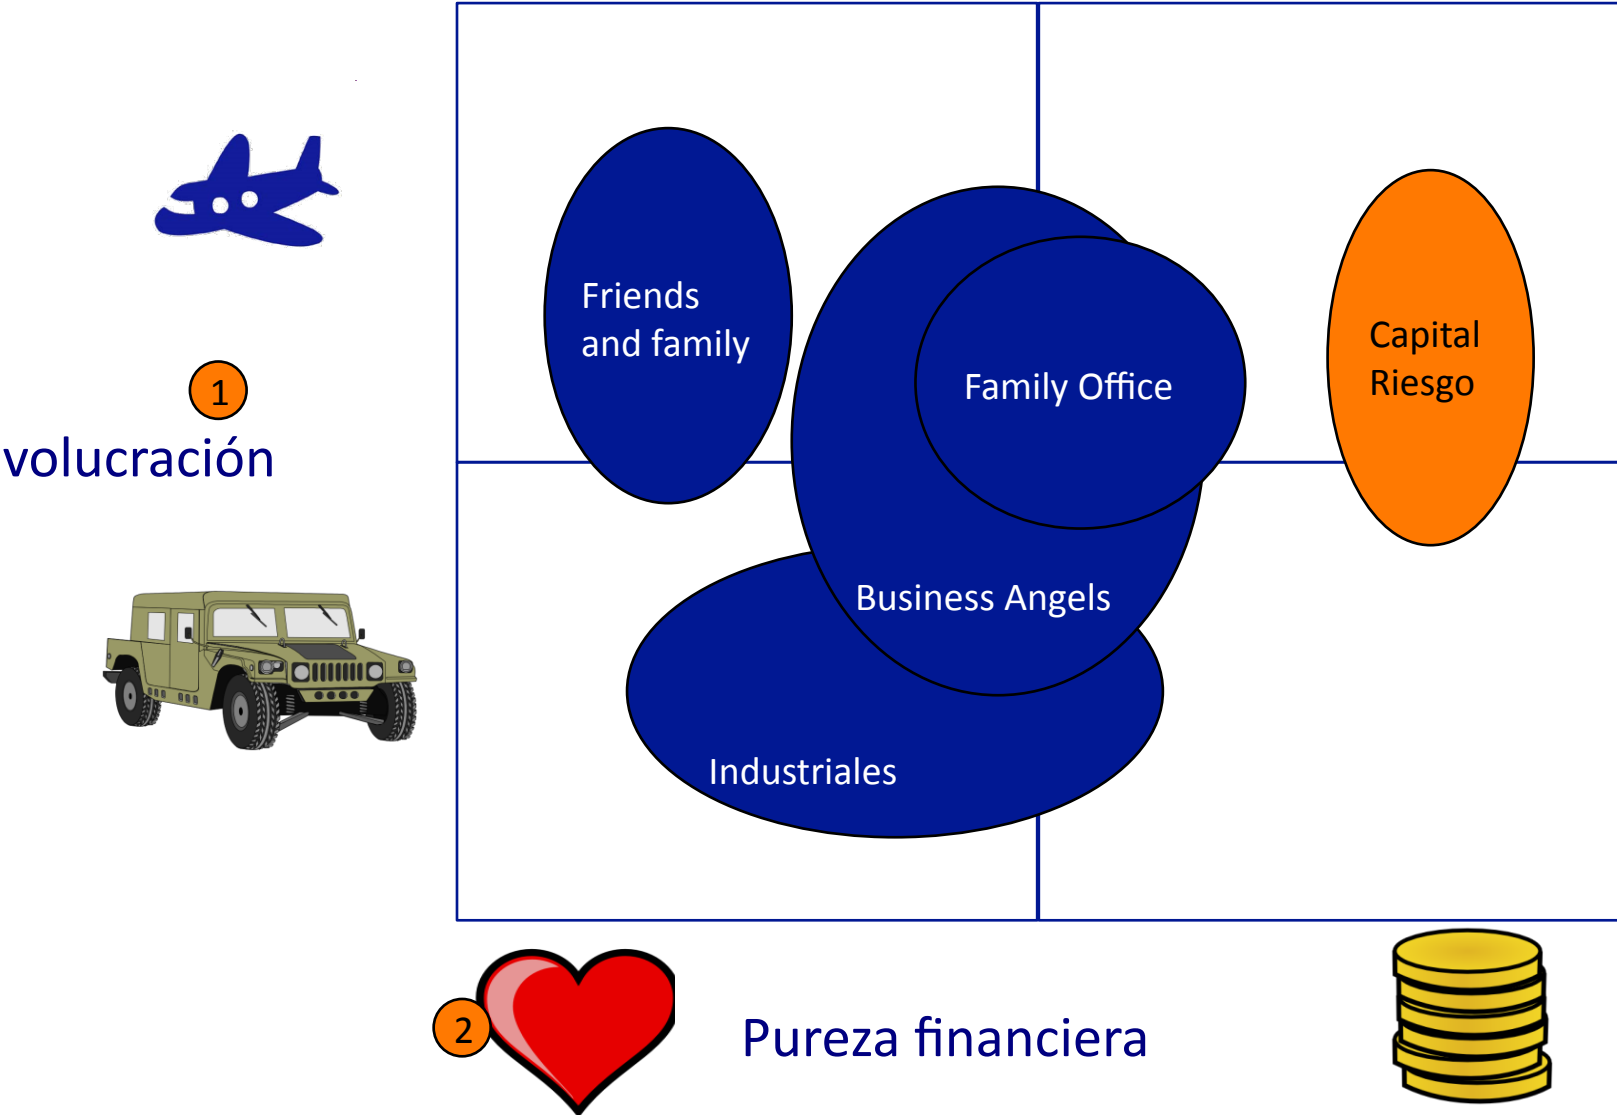 Friends
and family
Capital
Riesgo
Family Office
1
volucración
Business Angels
Industriales
2
Pureza financiera